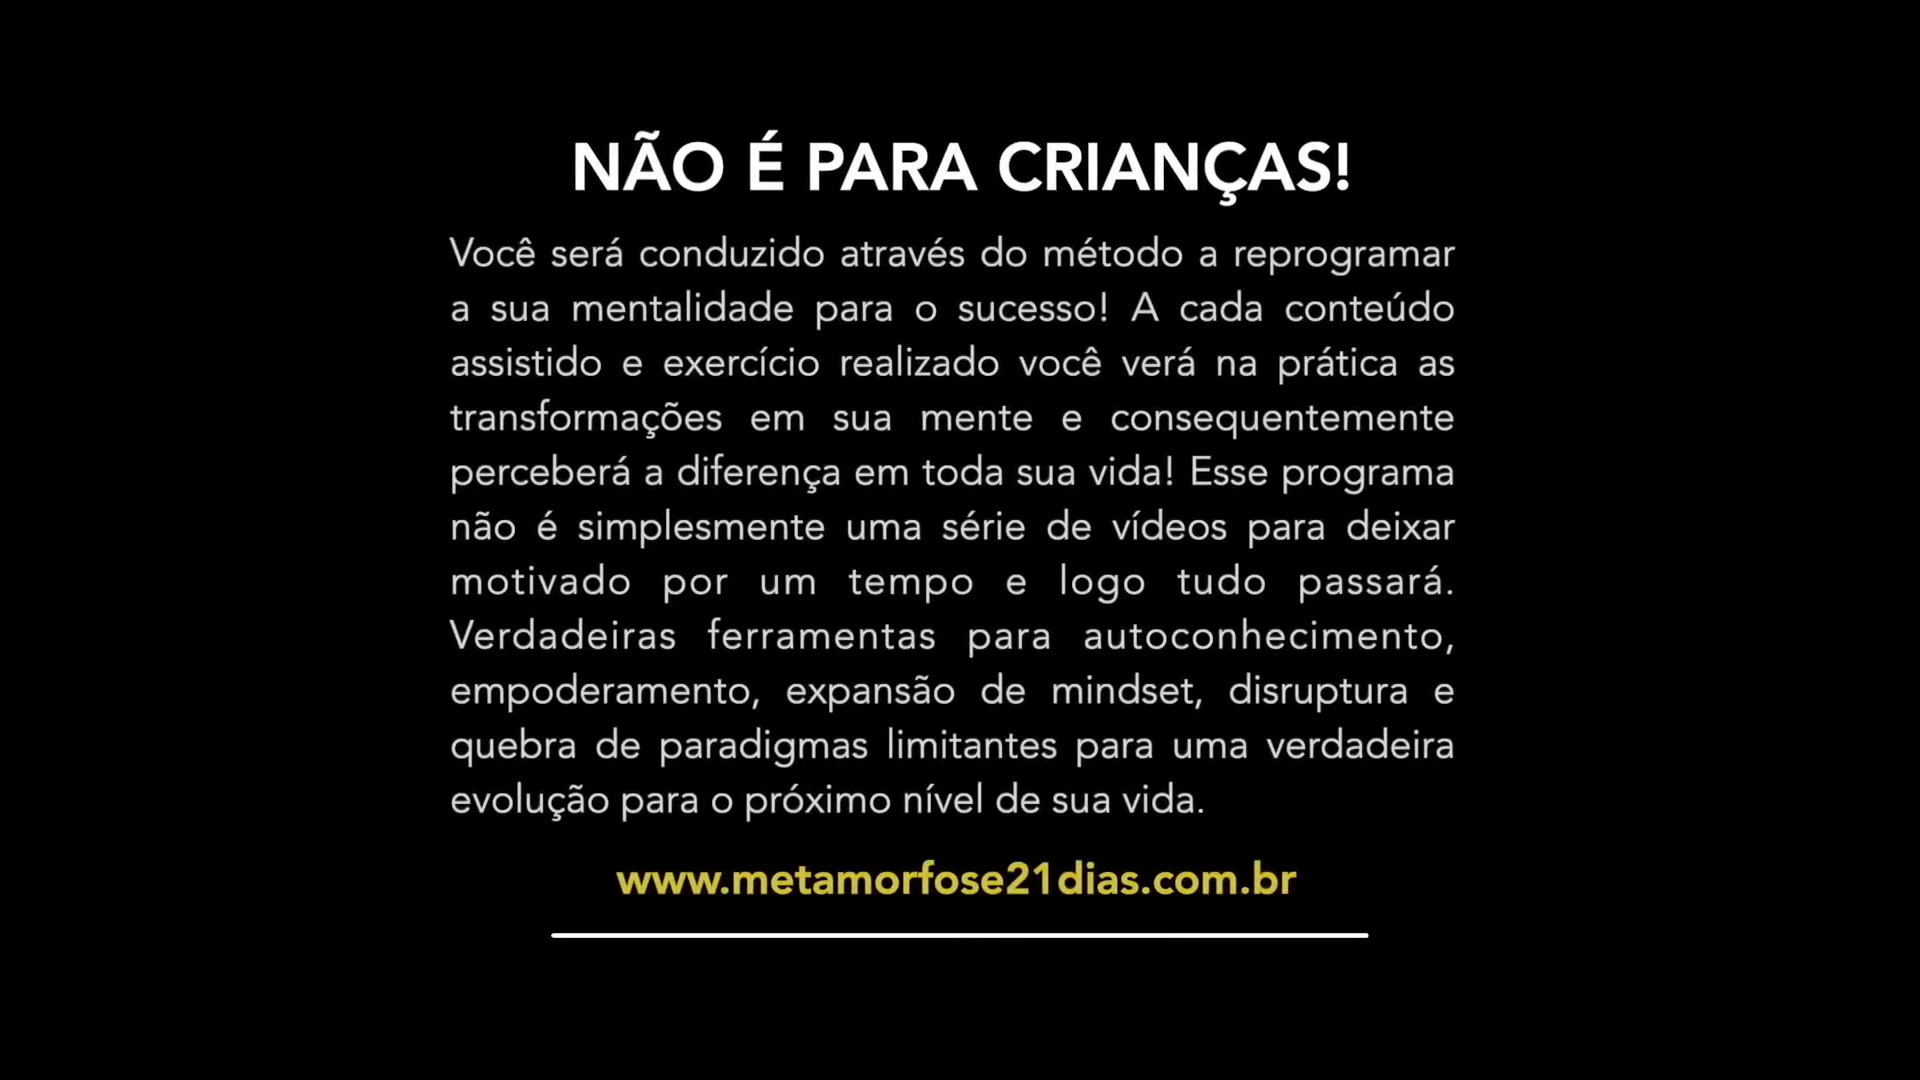 NÃO É PARA CRIANÇAS!
Você será conduzido através do método a reprogramar
a sua mentalidade para o sucesso! A cada conteúdo
assistido e exercício realizado você verá na prática as
transformações em sua mente e consequentemente
perceberá a diferença em toda sua vida! Esse programa
não é simplesmente uma série de vídeos para deixar
motivado por um tempo e logo tudo passará.
Verdadeiras ferramentas para autoconhecimento,
empoderamento, expansão de mindset, disruptura e
quebra de paradigmas limitantes para uma verdadeira
evolução para o próximo nível de sua vida.
www.metamorfose21dias.com.br